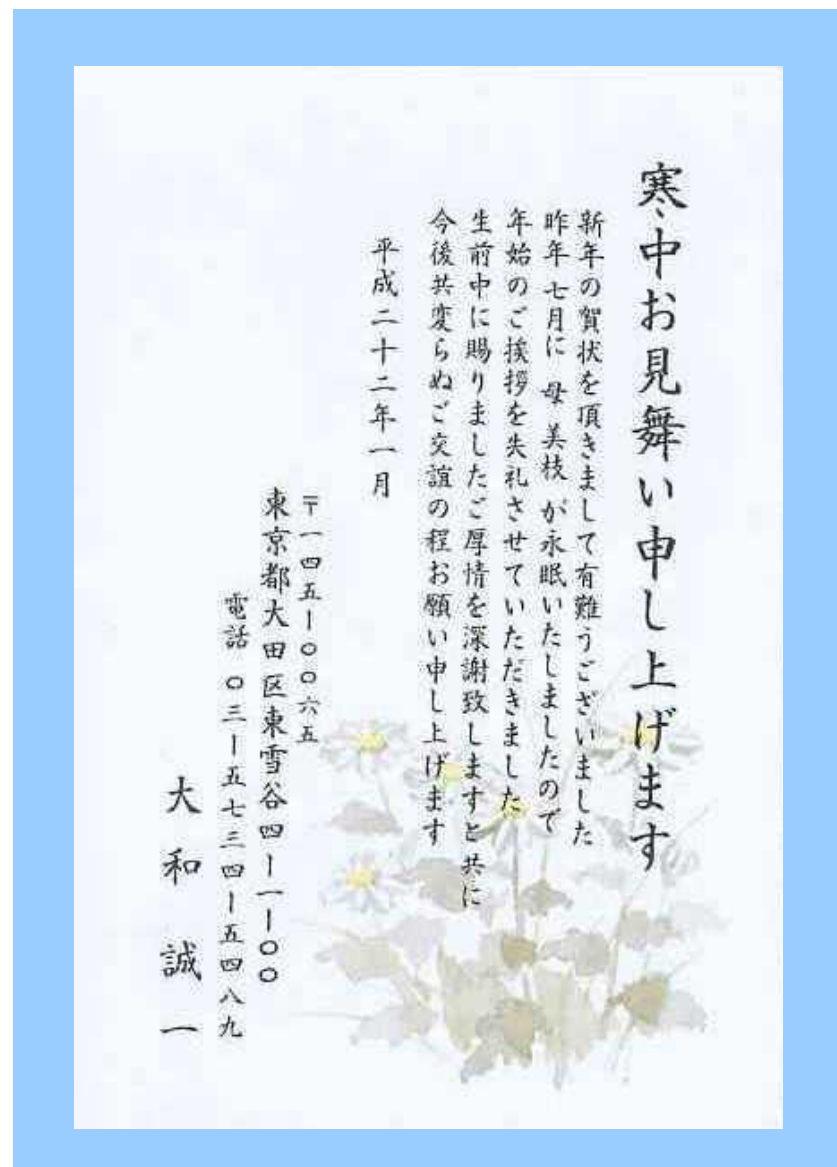 寒中お見舞い申し上げます
新年の賀状を頂きまして有難うございました
昨年 七月に 母 美枝 が永眠いたしましたので
年始のご挨拶を失礼させていただきました
生前中に賜りましたご厚情を深謝致しますと共に
今後共変らぬご交誼の程お願い申し上げます
平成二十二年一月
〒一四五ー〇〇六五
東京都大田区東雪谷四ー一ー〇〇
電話 〇三ー五七三四ー五四八九
大和誠一